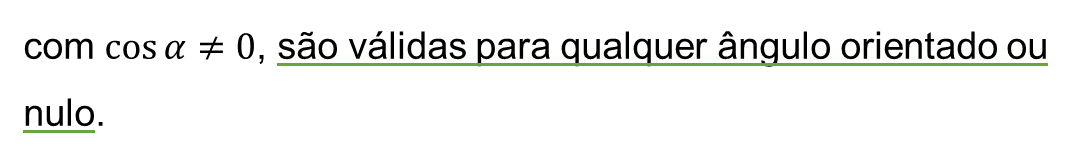 com cos α ≠ 0, são válidas para qualquer ângulo orientado ou
nulo.